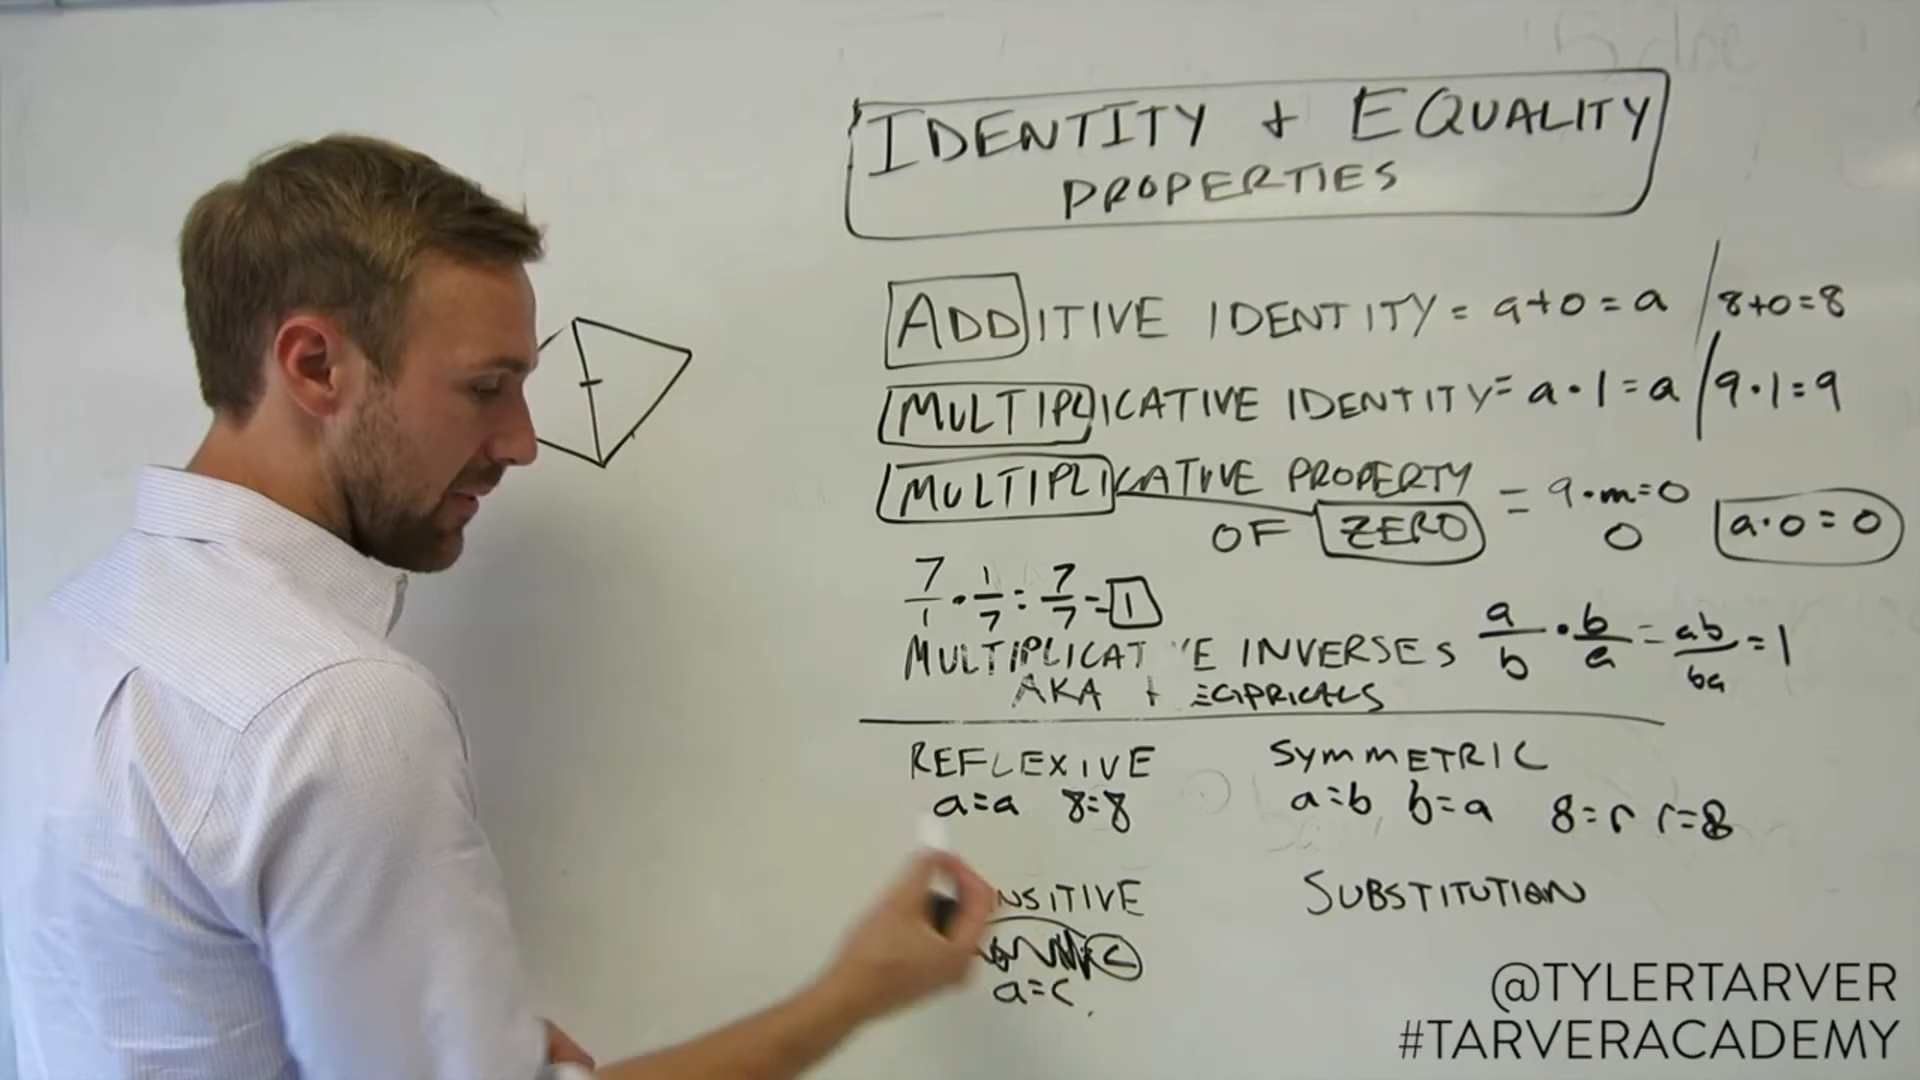 IDENTITY + EQUALITY
PROPERTIES
ADDITIVE IDENTITY = a+0=a / 8+0=8
MULTIPLICATIVE IDENTITY = a·1=a / 9·1=9
MULTIPLICATIVE PROPERTY
OF ZERO = 9·m=0 a·0=0
0
7/1 · 1/7 = 7/7 = 1
MULTIPLICAT E INVERSES a/b · b/a = ab/ba = 1
AKA ECIPRICALS
REFLEXIVE SYMMETRIC
a=a 8=8 a=b b=a 8=r r=8
NSITIVE SUBSTITUTION
c
a=c
@TYLERTARVER
#TARVERACADEMY